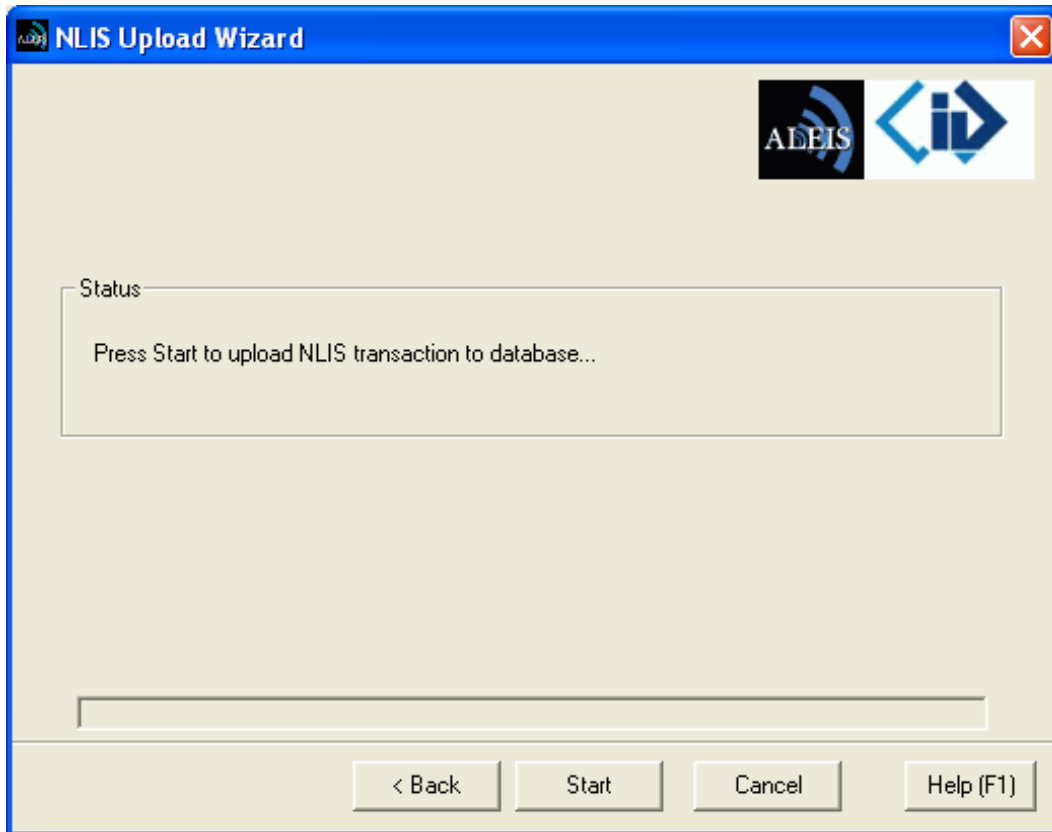 NLIS Upload Wizard
ALEIS
iD
Status
Press Start to upload NLIS transaction to database...
< Back
Start
Cancel
Help (F1)